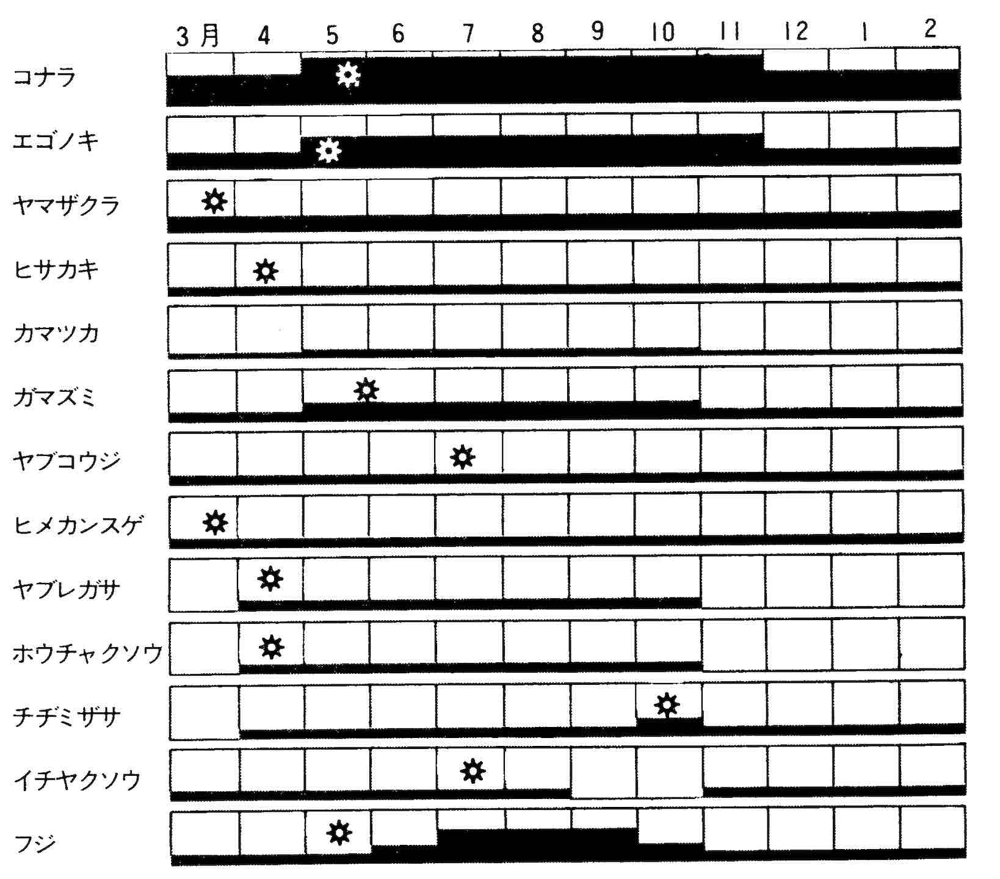 3月 4 5 6 7 8 9 10 11 12 1 2
コナラ
エゴノキ
ヤマザクラ
ヒサカキ
カマツカ
ガマズミ
ヤブコウジ
ヒメカンスゲ
ヤブレガサ
ホウチャクソウ
チヂミザサ
イチヤクソウ
フジ